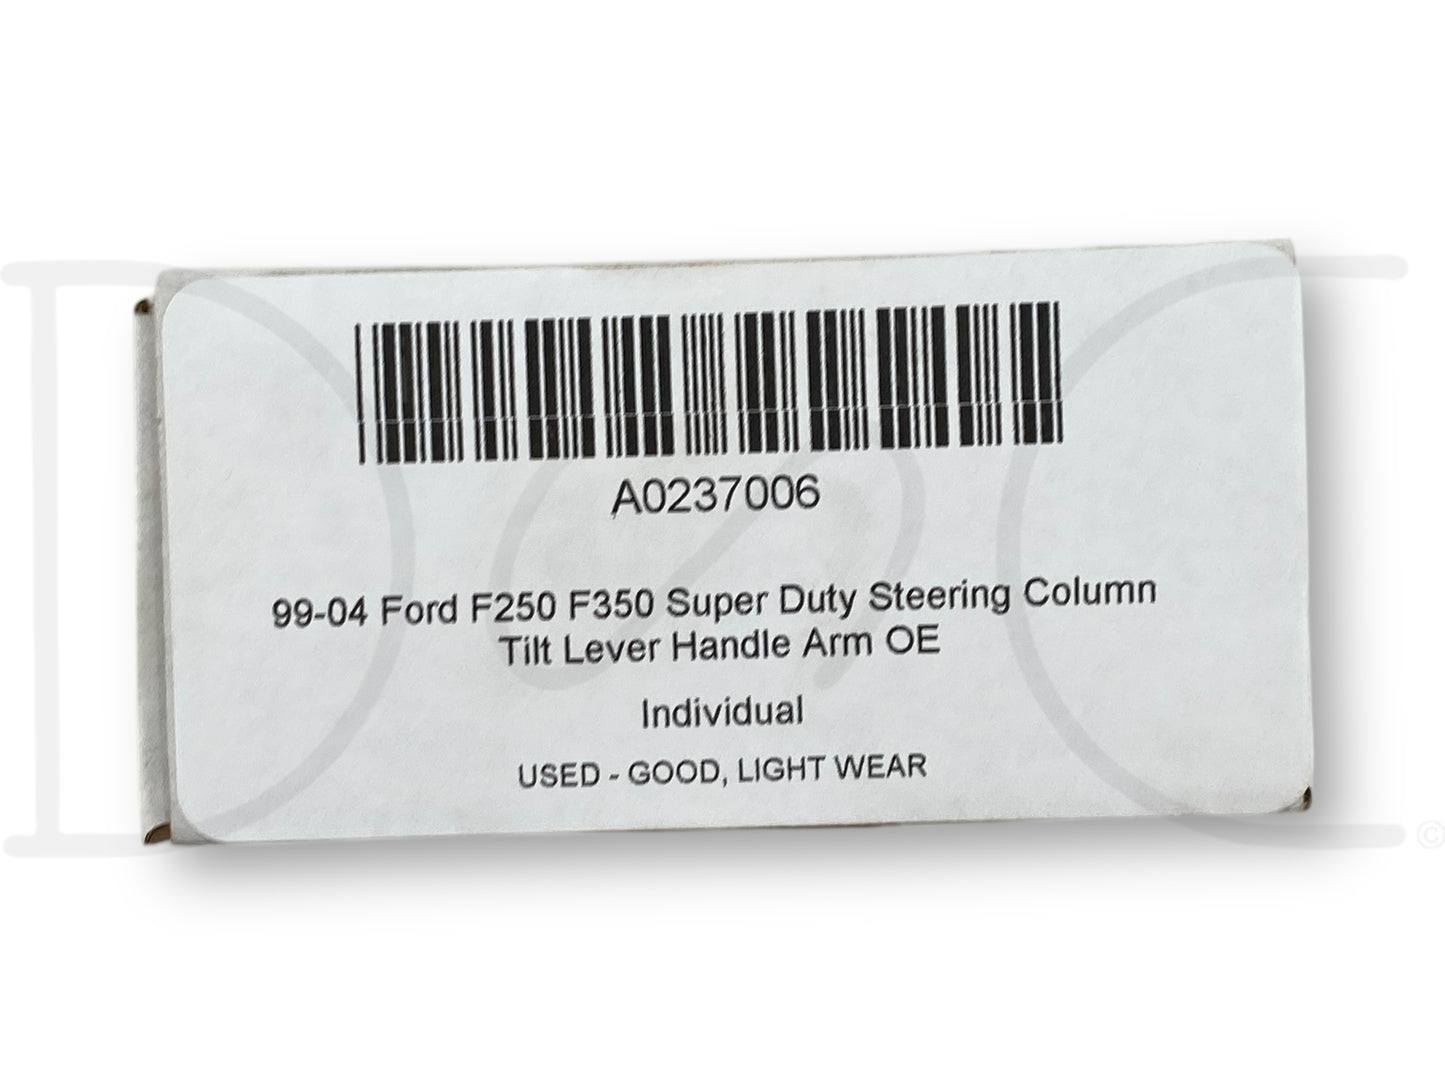 A0237006
99-04 Ford F250 F350 Super Duty Steering Column
Tilt Lever Handle Arm OE
Individual
USED - GOOD, LIGHT WEAR
©